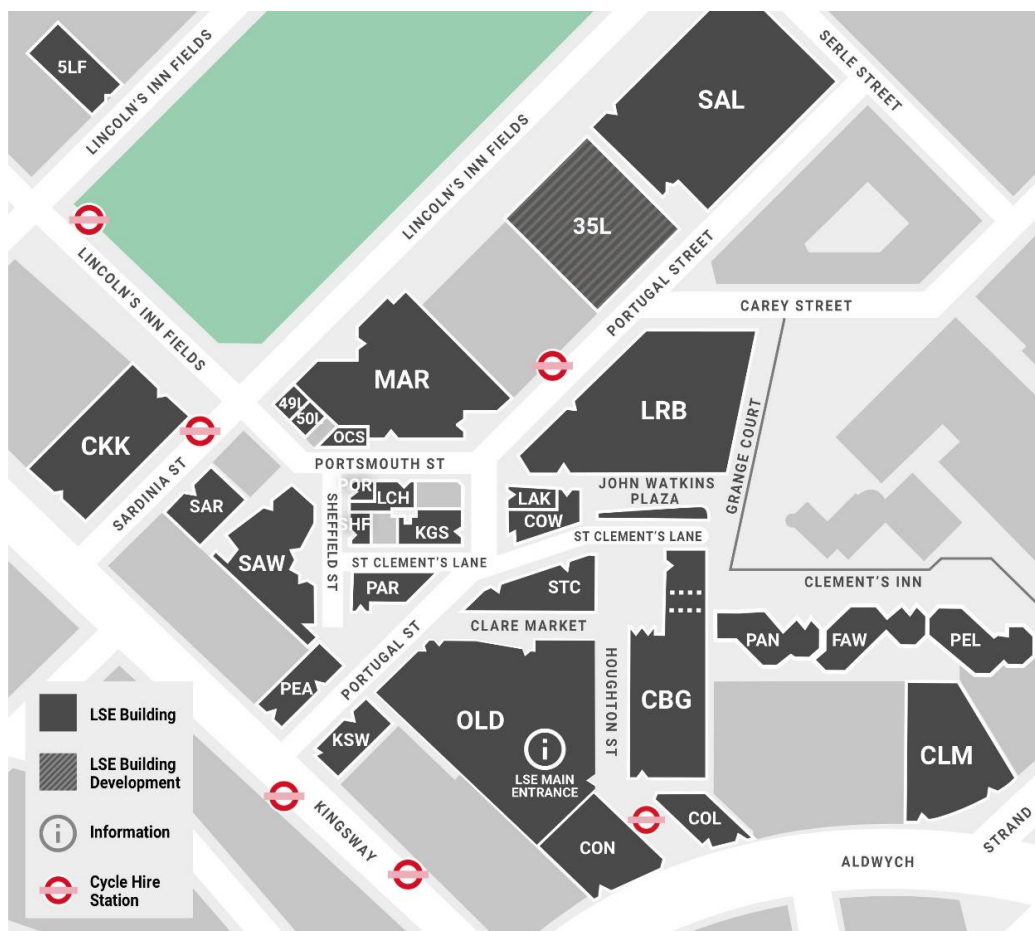 5LF
LINCOLN'S INN FIELDS
SERLE STREET
SAL
LINCOLN'S INN FIELDS
35L
LINCOLN'S INN FIELDS
PORTUGAL STREET
CAREY STREET
MAR
49L
50L
OCS
LRB
CKK
GRANGE COURT
PORTSMOUTH ST
SARDINIA ST
SAR
POR
LCH
SHEFFIELD ST
SHF
KGS
LAK
COW
JOHN WATKINS
PLAZA
ST CLEMENT'S LANE
SAW
ST CLEMENT'S LANE
PAR
STC
CLEMENT'S INN
CLARE MARKET
PORTUGAL ST
HOUGHTON ST
PAN
FAW
PEL
PEA
KSW
OLD
CBG
LSE MAIN
ENTRANCE
CLM
COL
CON
KINGSWAY
ALDWYCH
STRAND
LSE Building
LSE Building
Development
Information
Cycle Hire
Station